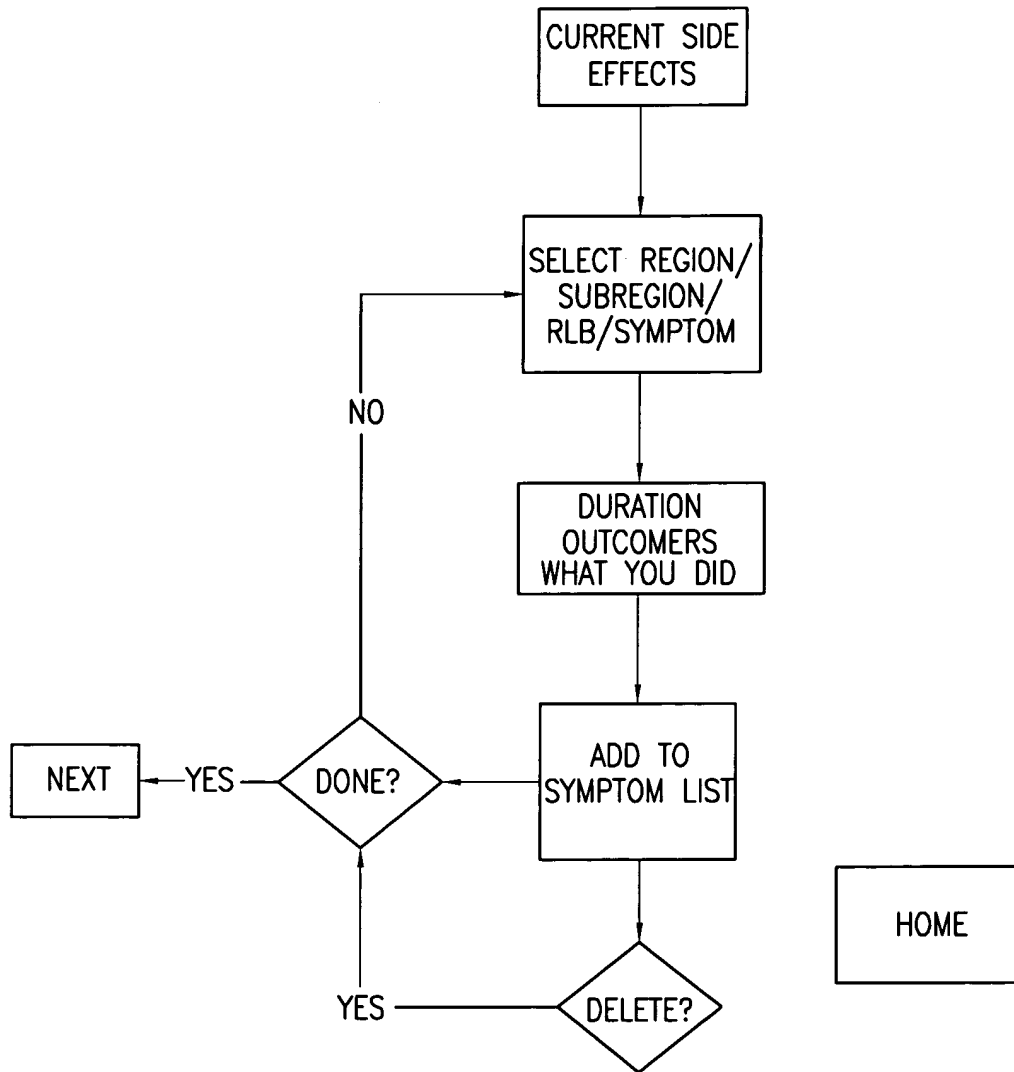 CURRENT SIDE
EFFECTS
SELECT REGION/
SUBREGION/
RLB/SYMPTOM
NO
DURATION
OUTCOMERS
WHAT YOU DID
ADD TO
SYMPTOM LIST
DONE?
YES
NEXT
HOME
DELETE?
YES